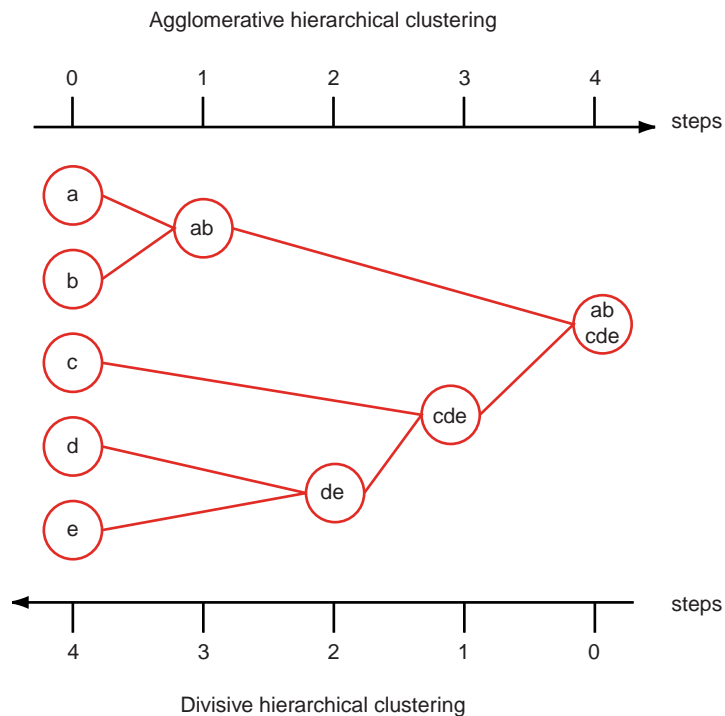 Agglomerative hierarchical clustering
0 1 2 3 4
steps
a
ab
b
ab
cde
c
cde
d
de
e
steps
4 3 2 1 0
Divisive hierarchical clustering